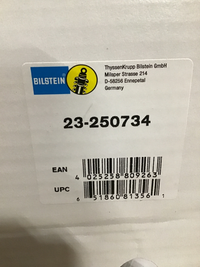 BILSTEIN
ThyssenKrupp Bilstein GmbH
Milsper Strasse 214
D-58256 Ennepetal
Germany
23-250734
EAN
4 025258 809263
UPC
6 51860 81356 1